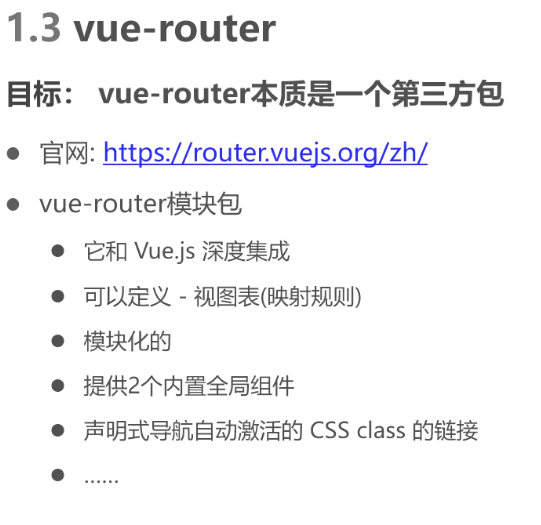 1.3 vue-router
目标： vue-router本质是一个第三方包
● 官网: https://router.vuejs.org/zh/
● vue-router模块包
● 它和 Vue.js 深度集成
● 可以定义 - 视图表(映射规则)
● 模块化的
● 提供2个内置全局组件
● 声明式导航自动激活的 CSS class 的链接
● ……